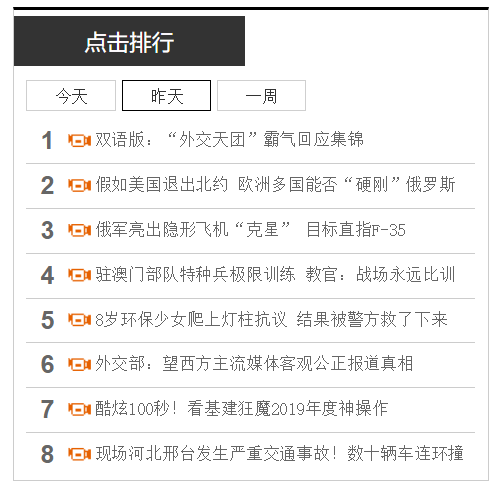 点击排行
今天 昨天 一周
1 双语版：“外交天团”霸气回应集锦
2 假如美国退出北约 欧洲多国能否“硬刚”俄罗斯
3 俄军亮出隐形飞机“克星” 目标直指F-35
4 驻澳门部队特种兵极限训练 教官：战场永远比训
5 8岁环保少女爬上灯柱抗议 结果被警方救了下来
6 外交部：望西方主流媒体客观公正报道真相
7 酷炫100秒！看基建狂魔2019年度神操作
8 现场河北邢台发生严重交通事故！数十辆车连环撞